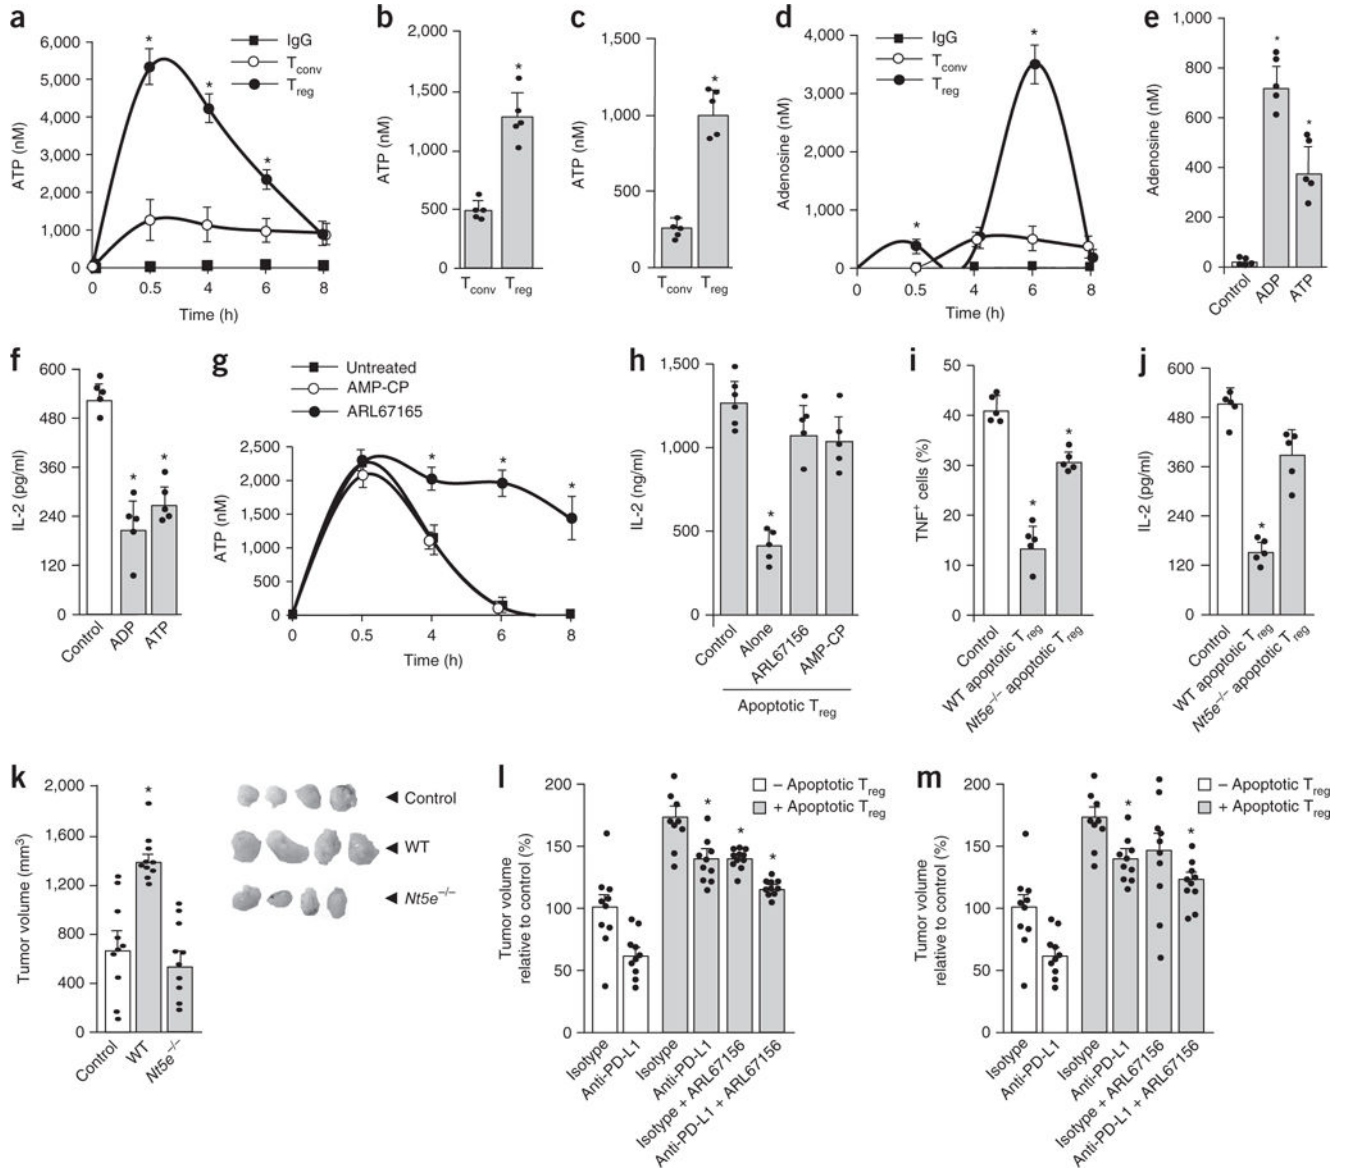 a
6,000
5,000
4,000
3,000
2,000
1,000
0
ATP (nM)
0
0.5
4
6
8
Time (h)
IgG
Tconv
Treg
*
*
*
b
2,000
1,500
1,000
500
0
ATP (nM)
*
Tconv
Treg
c
1,500
1,000
500
0
ATP (nM)
*
Tconv
Treg
d
4,000
3,000
2,000
1,000
0
Adenosine (nM)
IgG
Tconv
Treg
*
*
0
0.5
4
6
8
Time (h)
e
1,000
800
600
400
200
0
Adenosine (nM)
*
*
Control
ADP
ATP
f
600
480
360
240
120
0
IL-2 (pg/ml)
*
*
Control
ADP
ATP
g
Untreated
AMP-CP
ARL67165
2,500
2,000
1,500
1,000
500
0
ATP (nM)
*
*
*
0
0.5
4
6
8
Time (h)
h
1,500
1,000
500
0
IL-2 (ng/ml)
*
Control
Alone
ARL67156
AMP-CP
Apoptotic Treg
i
50
40
30
20
10
0
TNF+ cells (%)
*
*
Control
WT apoptotic Treg
Nt5e−/− apoptotic Treg
j
600
480
360
240
120
0
IL-2 (pg/ml)
*
Control
WT apoptotic Treg
Nt5e−/− apoptotic Treg
k
2,000
1,600
1,200
800
400
0
Tumor volume (mm3)
*
Control
WT
Nt5e−/−
Control
WT
Nt5e−/−
l
200
150
100
50
0
Tumor volume
relative to control (%)
− Apoptotic Treg
+ Apoptotic Treg
*
*
*
Isotype
Anti-PD-L1
Isotype
Anti-PD-L1
Isotype + ARL67156
Anti-PD-L1 + ARL67156
m
200
150
100
50
0
Tumor volume
relative to control (%)
− Apoptotic Treg
+ Apoptotic Treg
*
*
Isotype
Anti-PD-L1
Isotype
Anti-PD-L1
Isotype + ARL67156
Anti-PD-L1 + ARL67156